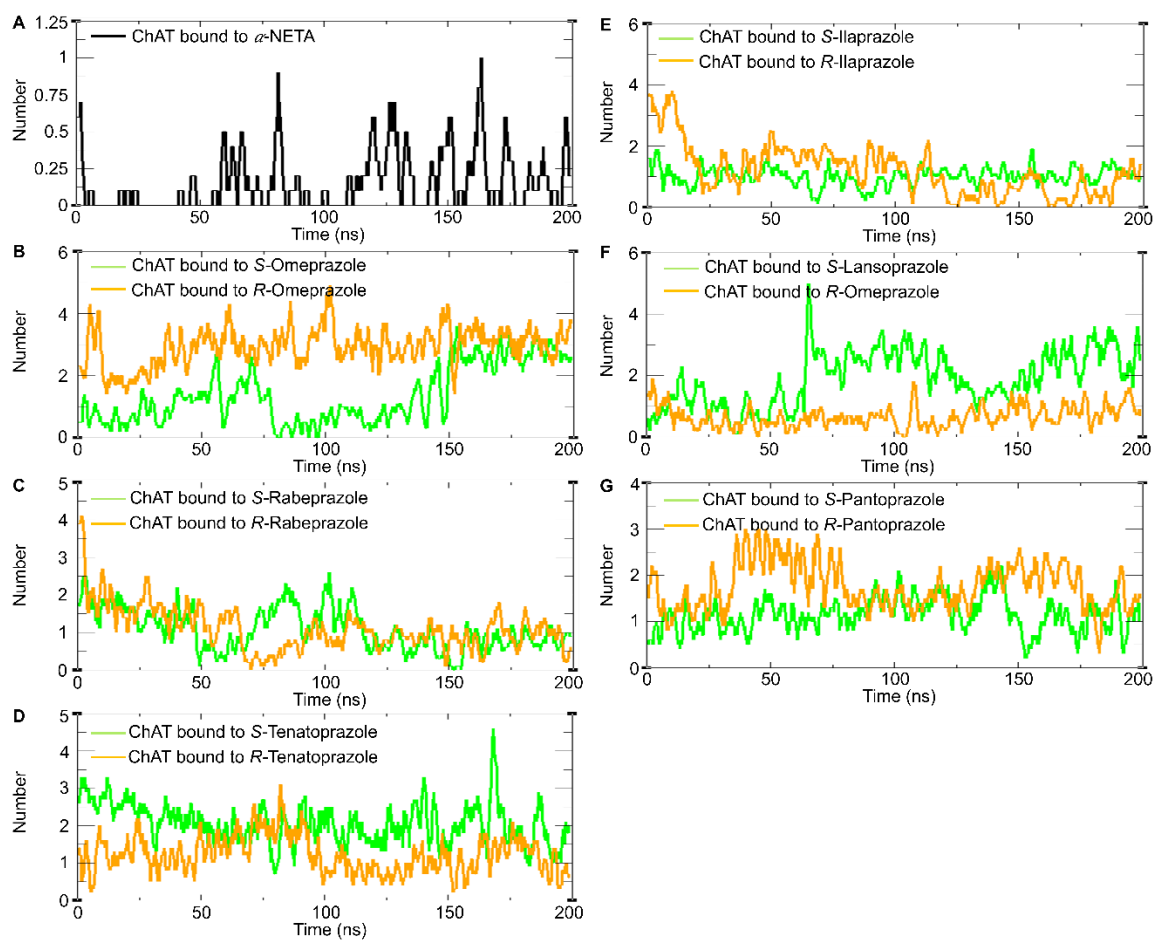 A
1.25
1
0.75
0.5
0.25
0
Number
ChAT bound to α-NETA
50
100
150
200
Time (ns)
B
6
4
2
0
Number
ChAT bound to S-Omeprazole
ChAT bound to R-Omeprazole
0
50
100
150
200
Time (ns)
C
5
4
3
2
1
0
Number
ChAT bound to S-Rabeprazole
ChAT bound to R-Rabeprazole
0
50
100
150
200
Time (ns)
D
5
4
3
2
1
0
Number
ChAT bound to S-Tenatoprazole
ChAT bound to R-Tenatoprazole
0
50
100
150
200
Time (ns)
E
6
4
2
0
Number
ChAT bound to S-Ilaprazole
ChAT bound to R-Ilaprazole
0
50
100
150
200
Time (ns)
F
6
4
2
0
Number
ChAT bound to S-Lansoprazole
ChAT bound to R-Omeprazole
0
50
100
150
200
Time (ns)
G
4
3
2
1
0
Number
ChAT bound to S-Pantoprazole
ChAT bound to R-Pantoprazole
0
50
100
150
200
Time (ns)